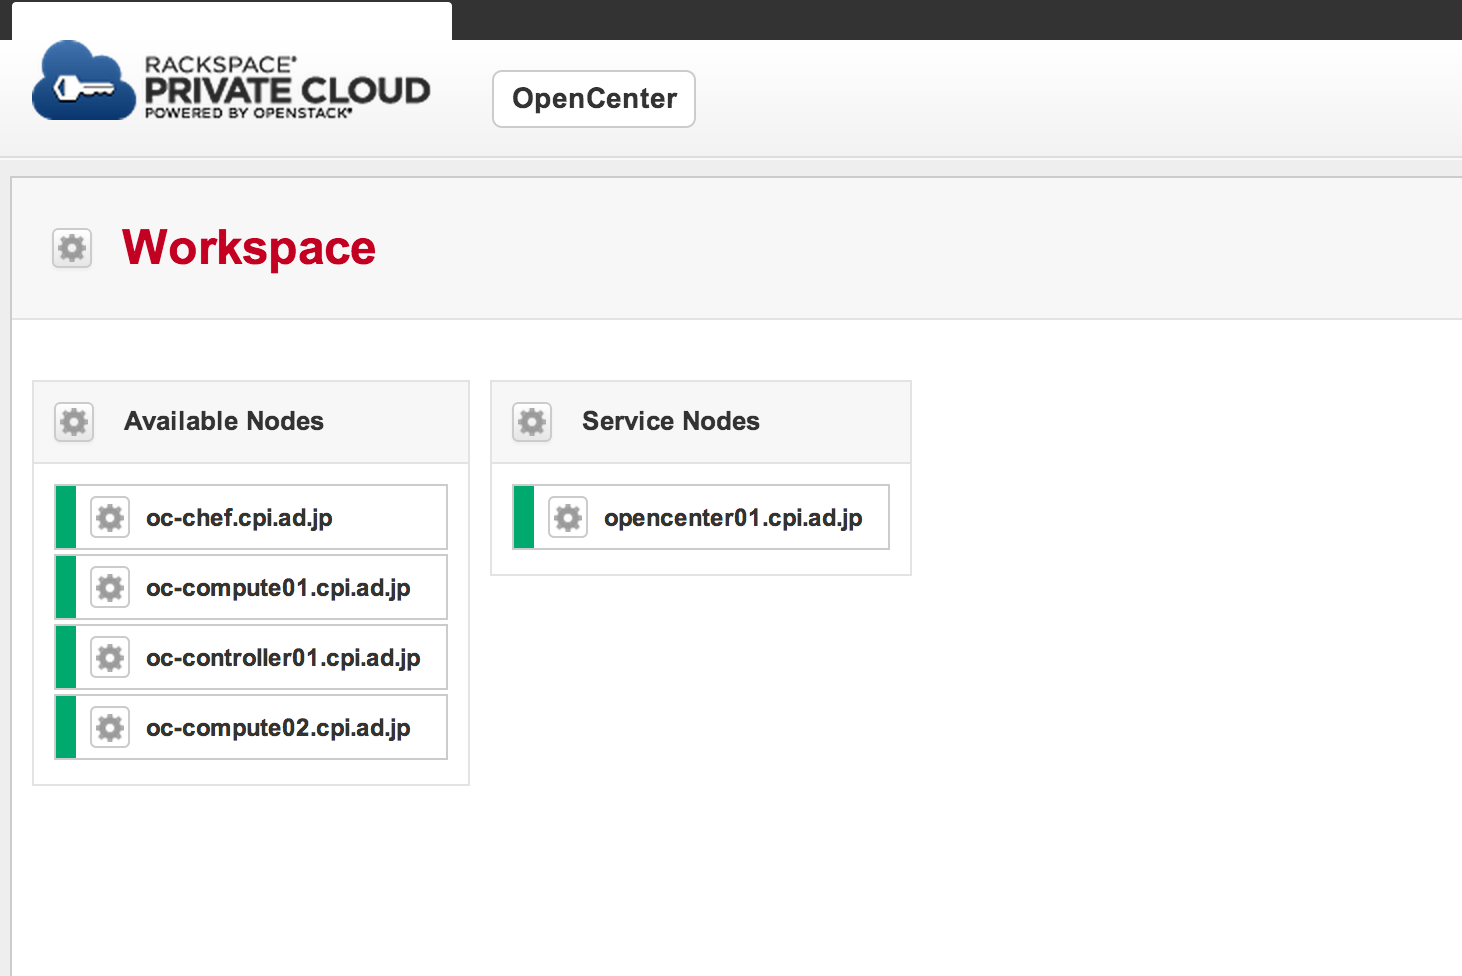 RACKSPACE®
PRIVATE CLOUD
POWERED BY OPENSTACK®
OpenCenter
Workspace
Available Nodes
oc-chef.cpi.ad.jp
oc-compute01.cpi.ad.jp
oc-controller01.cpi.ad.jp
oc-compute02.cpi.ad.jp
Service Nodes
opencenter01.cpi.ad.jp